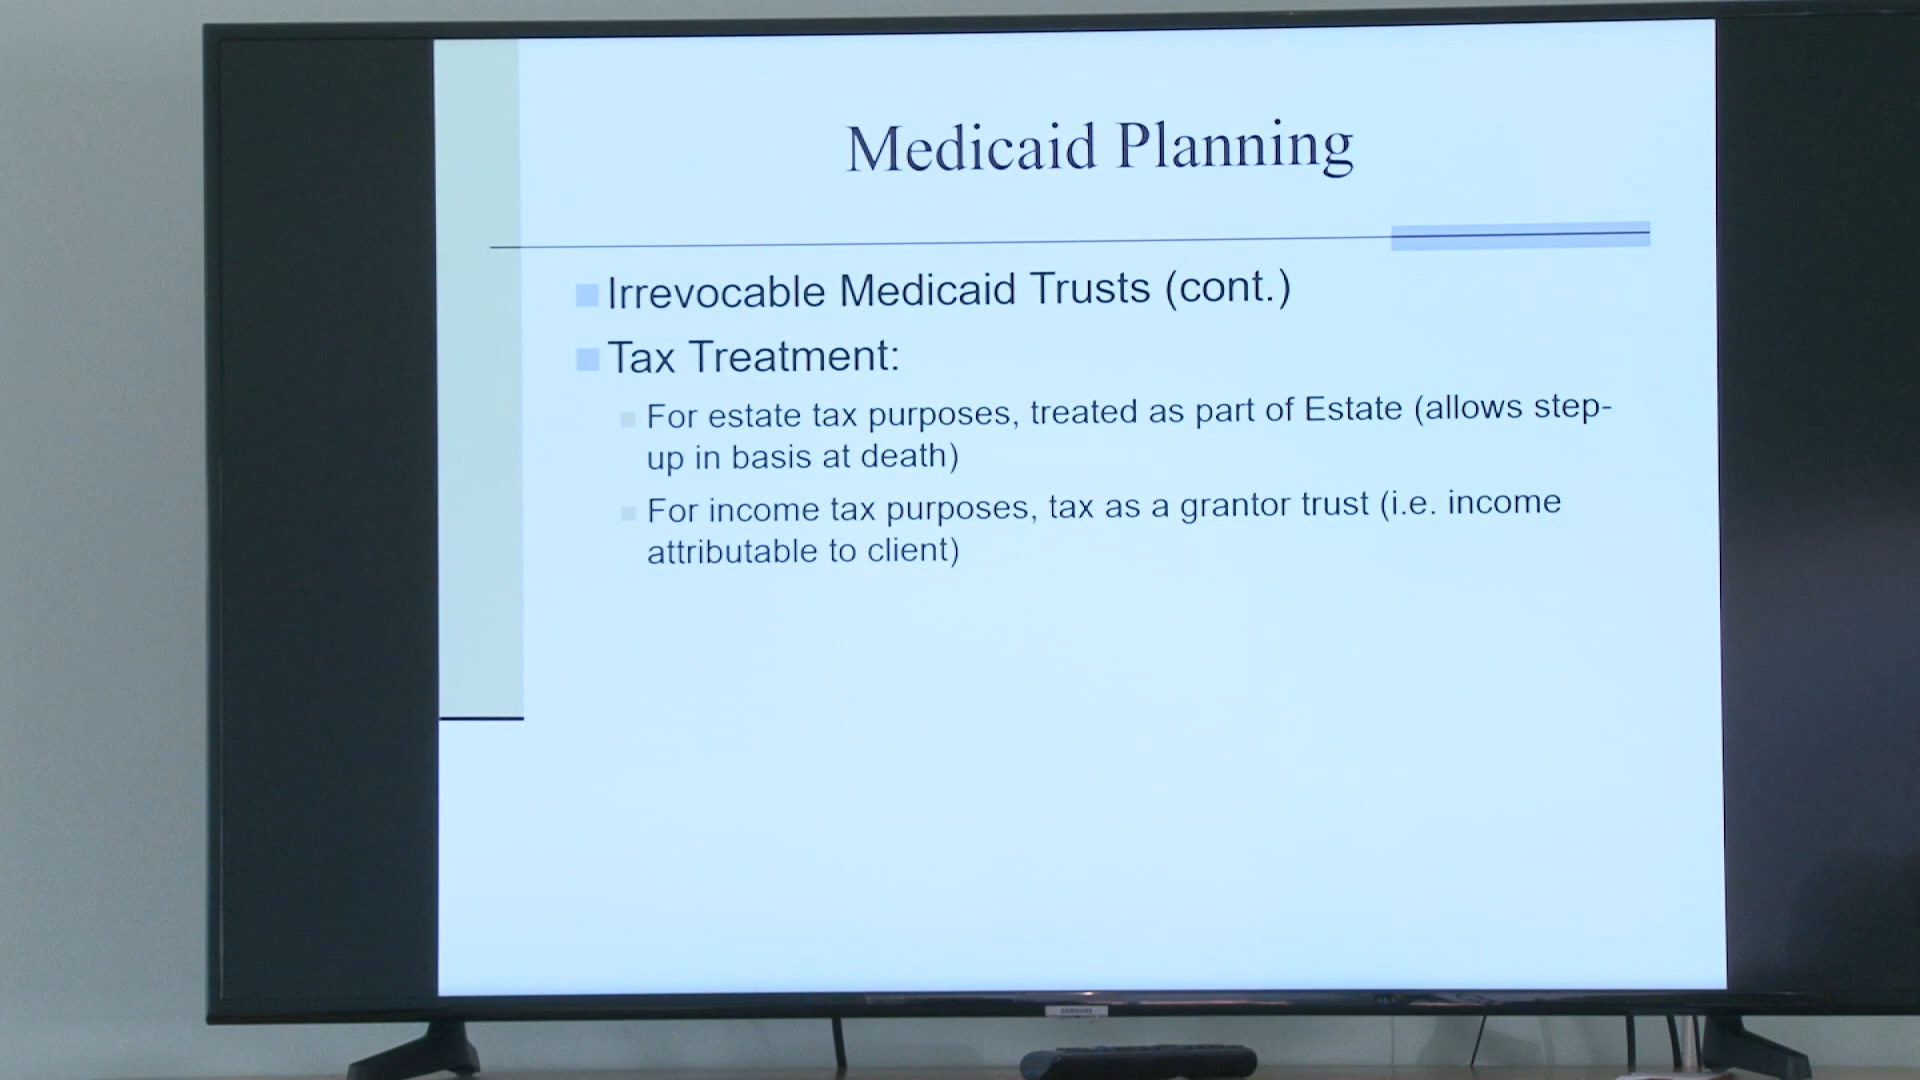 Medicaid Planning
Irrevocable Medicaid Trusts (cont.)
Tax Treatment:
For estate tax purposes, treated as part of Estate (allows step-
up in basis at death)
For income tax purposes, tax as a grantor trust (i.e. income
attributable to client)
SAMSUNG